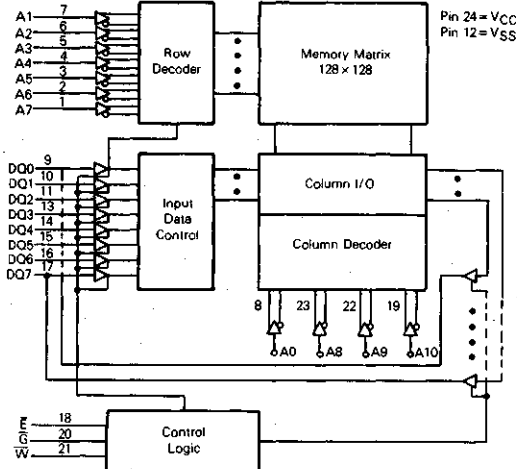 A1 7
A2 6
A3 5
A4 4
A5 3
A6 2
A7 1
Row
Decoder
Memory Matrix
128 × 128
Pin 24 = VCC
Pin 12 = VSS
DQ0 9
DQ1 10
DQ2 11
DQ3 13
DQ4 14
DQ5 15
DQ6 16
DQ7 17
Input
Data
Control
Column I/O
Column Decoder
8 23 22 19
A0 A8 A9 A10
E̅ 18
G̅ 20
W̅ 21
Control
Logic